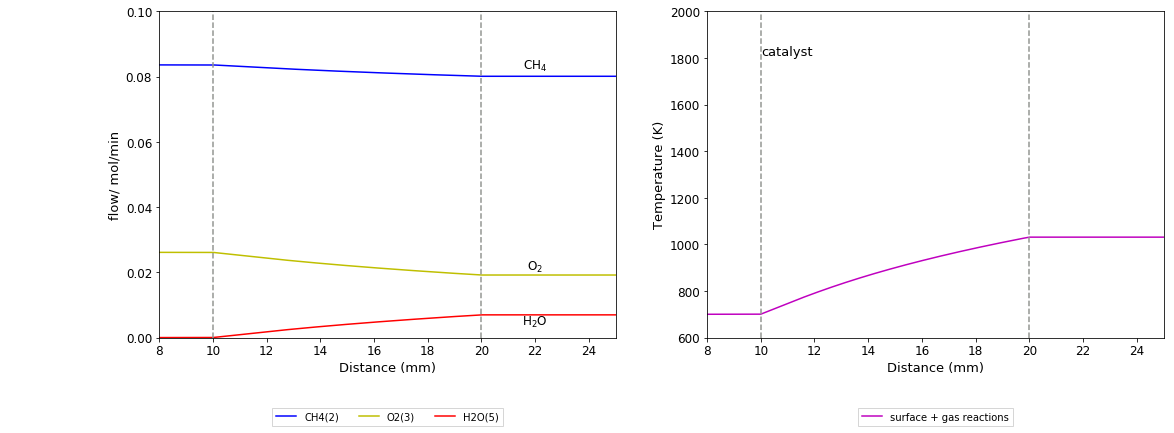 0.10
0.08
0.06
0.04
0.02
0.00
flow/ mol/min
CH₄
O₂
H₂O
8 10 12 14 16 18 20 22 24
Distance (mm)
CH4(2) O2(3) H2O(5)
2000
1800
1600
1400
1200
1000
800
600
Temperature (K)
catalyst
8 10 12 14 16 18 20 22 24
Distance (mm)
surface + gas reactions